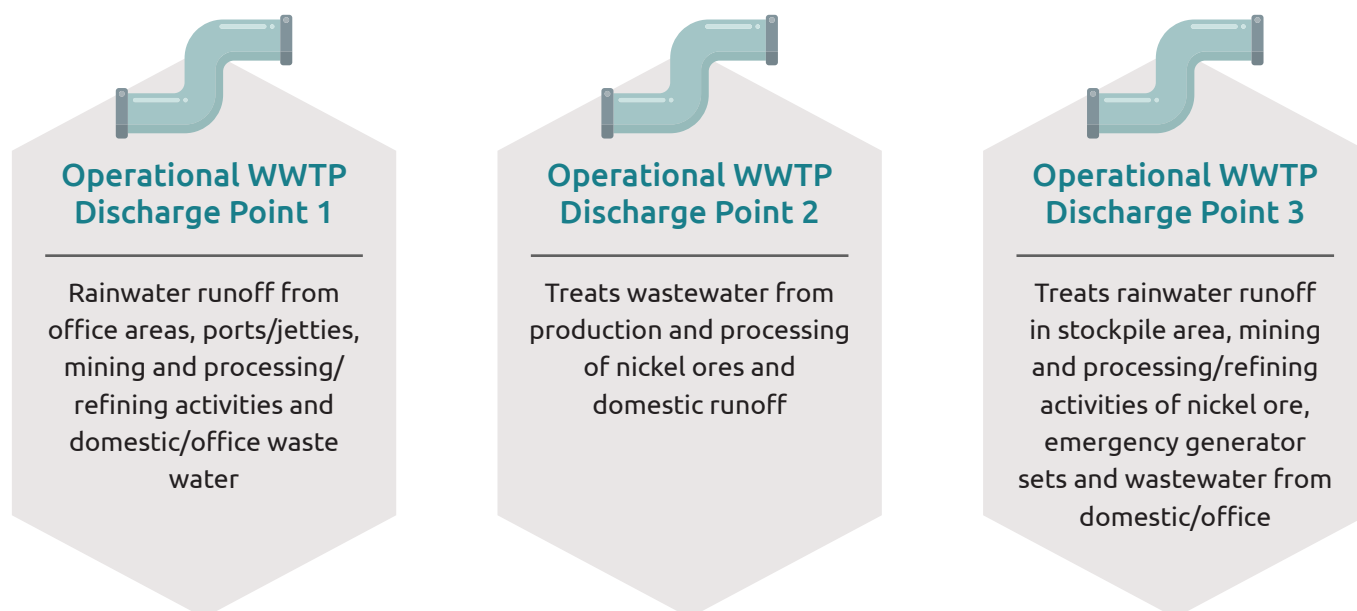 Operational WWTP
Discharge Point 1
Rainwater runoff from
office areas, ports/jetties,
mining and processing/
refining activities and
domestic/office waste
water
Operational WWTP
Discharge Point 2
Treats wastewater from
production and processing
of nickel ores and
domestic runoff
Operational WWTP
Discharge Point 3
Treats rainwater runoff
in stockpile area, mining
and processing/refining
activities of nickel ore,
emergency generator
sets and wastewater from
domestic/office